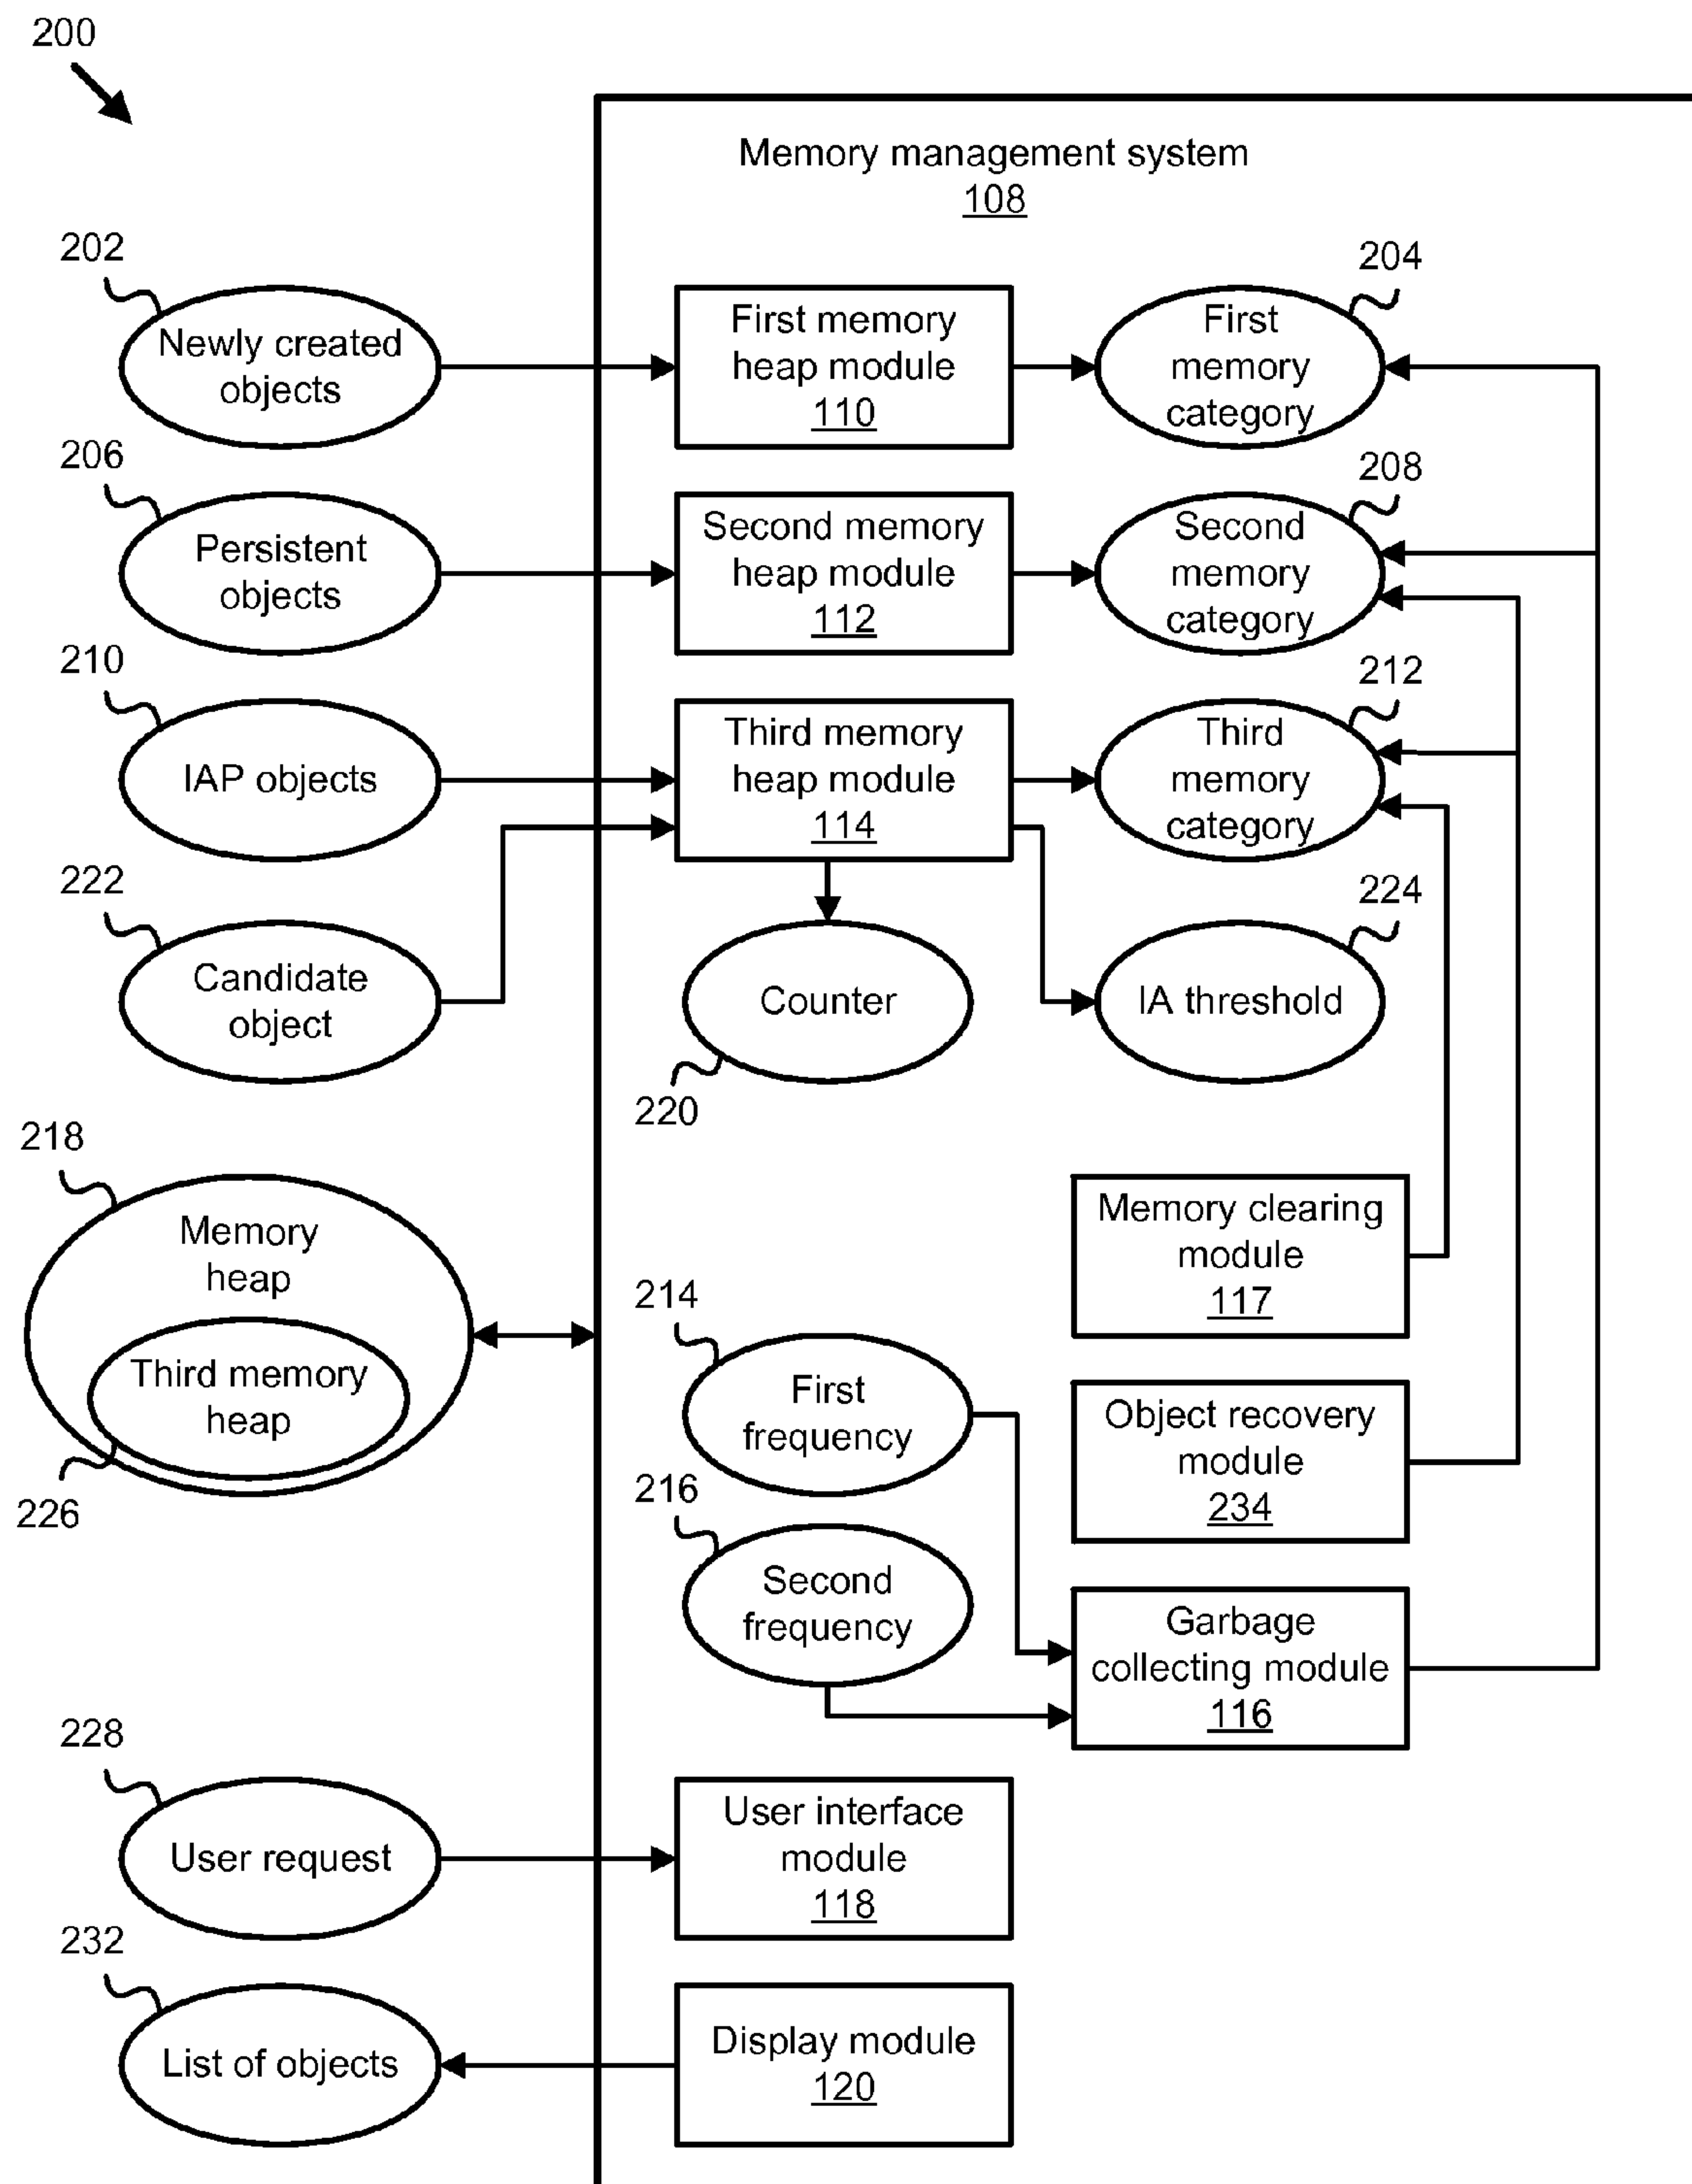 200
Memory management system
108
202
Newly created
objects
First memory
heap module
110
204
First
memory
category
206
Persistent
objects
Second memory
heap module
112
208
Second
memory
category
210
IAP objects
Third memory
heap module
114
212
Third
memory
category
222
Candidate
object
Counter
220
224
IA threshold
218
Memory
heap
Third memory
heap
226
Memory clearing
module
117
214
First
frequency
Object recovery
module
234
216
Second
frequency
Garbage
collecting module
116
228
User request
User interface
module
118
232
List of objects
Display module
120